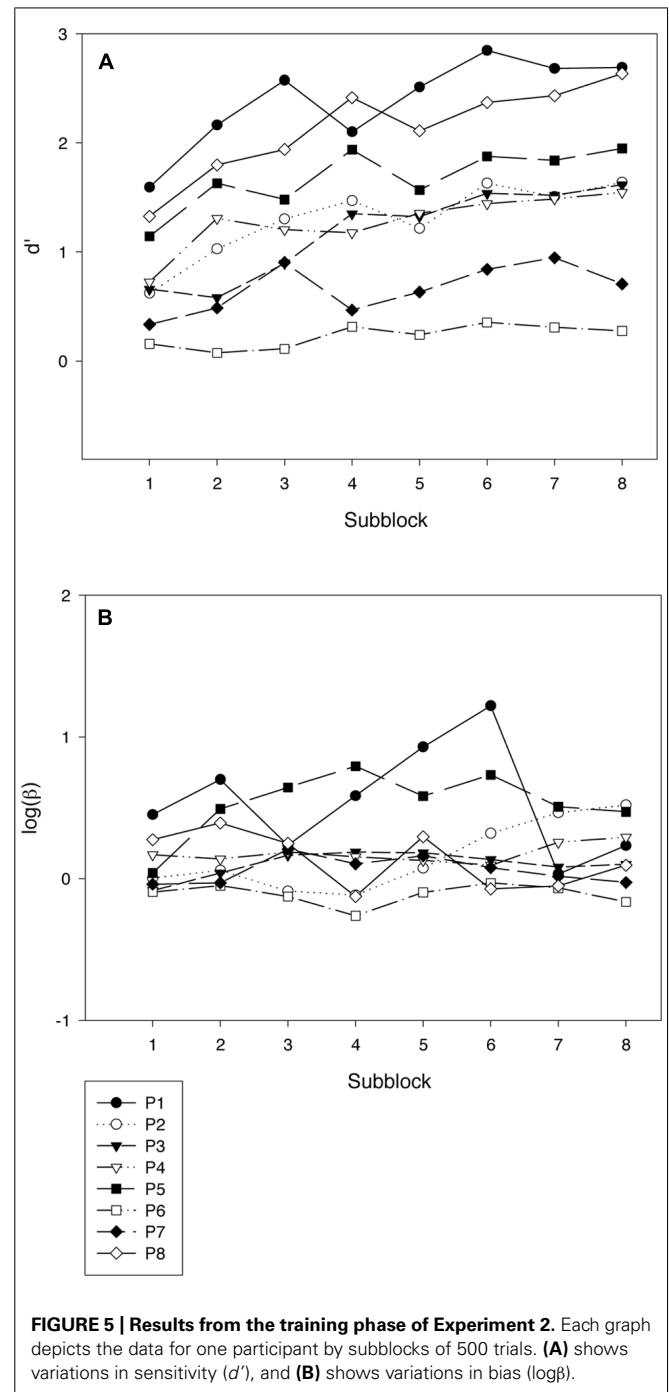 3
A
2
d'
1
0
1 2 3 4 5 6 7 8
Subblock
2
B
1
log(β)
0
-1
1 2 3 4 5 6 7 8
Subblock
P1
P2
P3
P4
P5
P6
P7
P8
FIGURE 5 | Results from the training phase of Experiment 2. Each graph
depicts the data for one participant by subblocks of 500 trials. (A) shows
variations in sensitivity (d′), and (B) shows variations in bias (logβ).